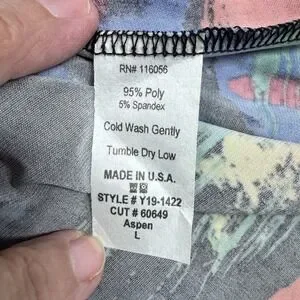 RN# 116056
95% Poly
5% Spandex
Cold Wash Gently
Tumble Dry Low
MADE IN U.S.A.
STYLE # Y19-1422
CUT # 60649
Aspen
L